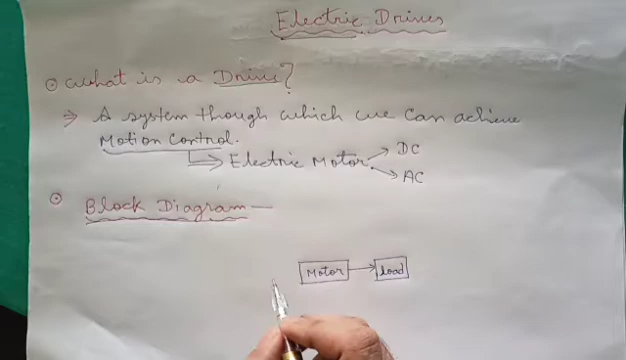 Electric Drives
What is a Drive?
⇒ A system though which we can achieve
Motion Control.
Electric Motor
DC
AC
Block Diagram —
Motor → load